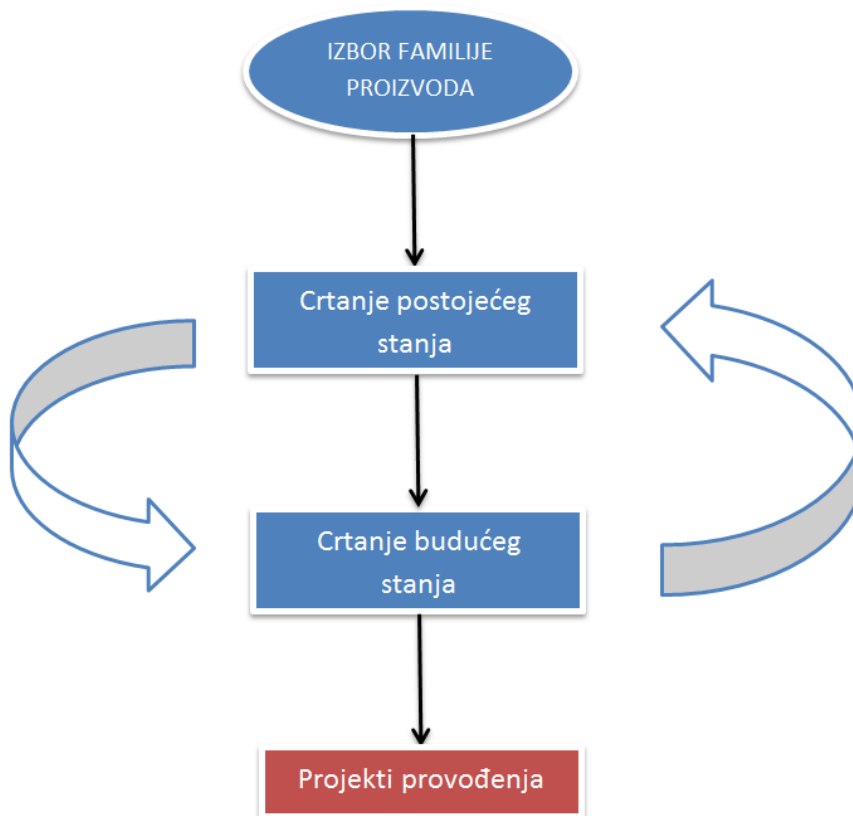 IZBOR FAMILIJE
PROIZVODA
Crtanje postojećeg
stanja
Crtanje budućeg
stanja
Projekti provođenja